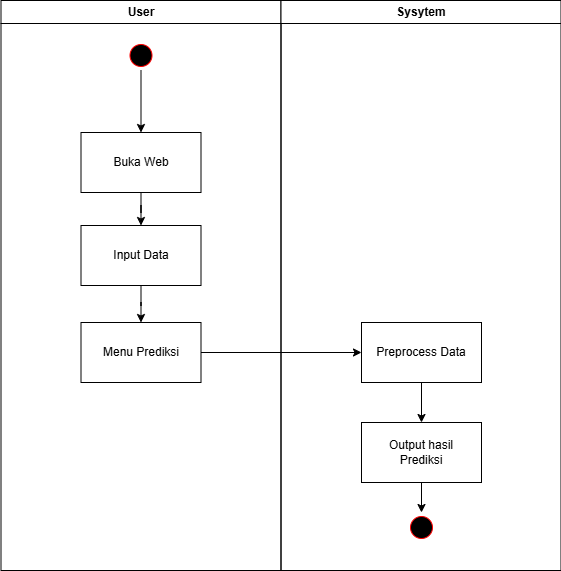 User
Sysytem
Buka Web
Input Data
Menu Prediksi
Preprocess Data
Output hasil
Prediksi